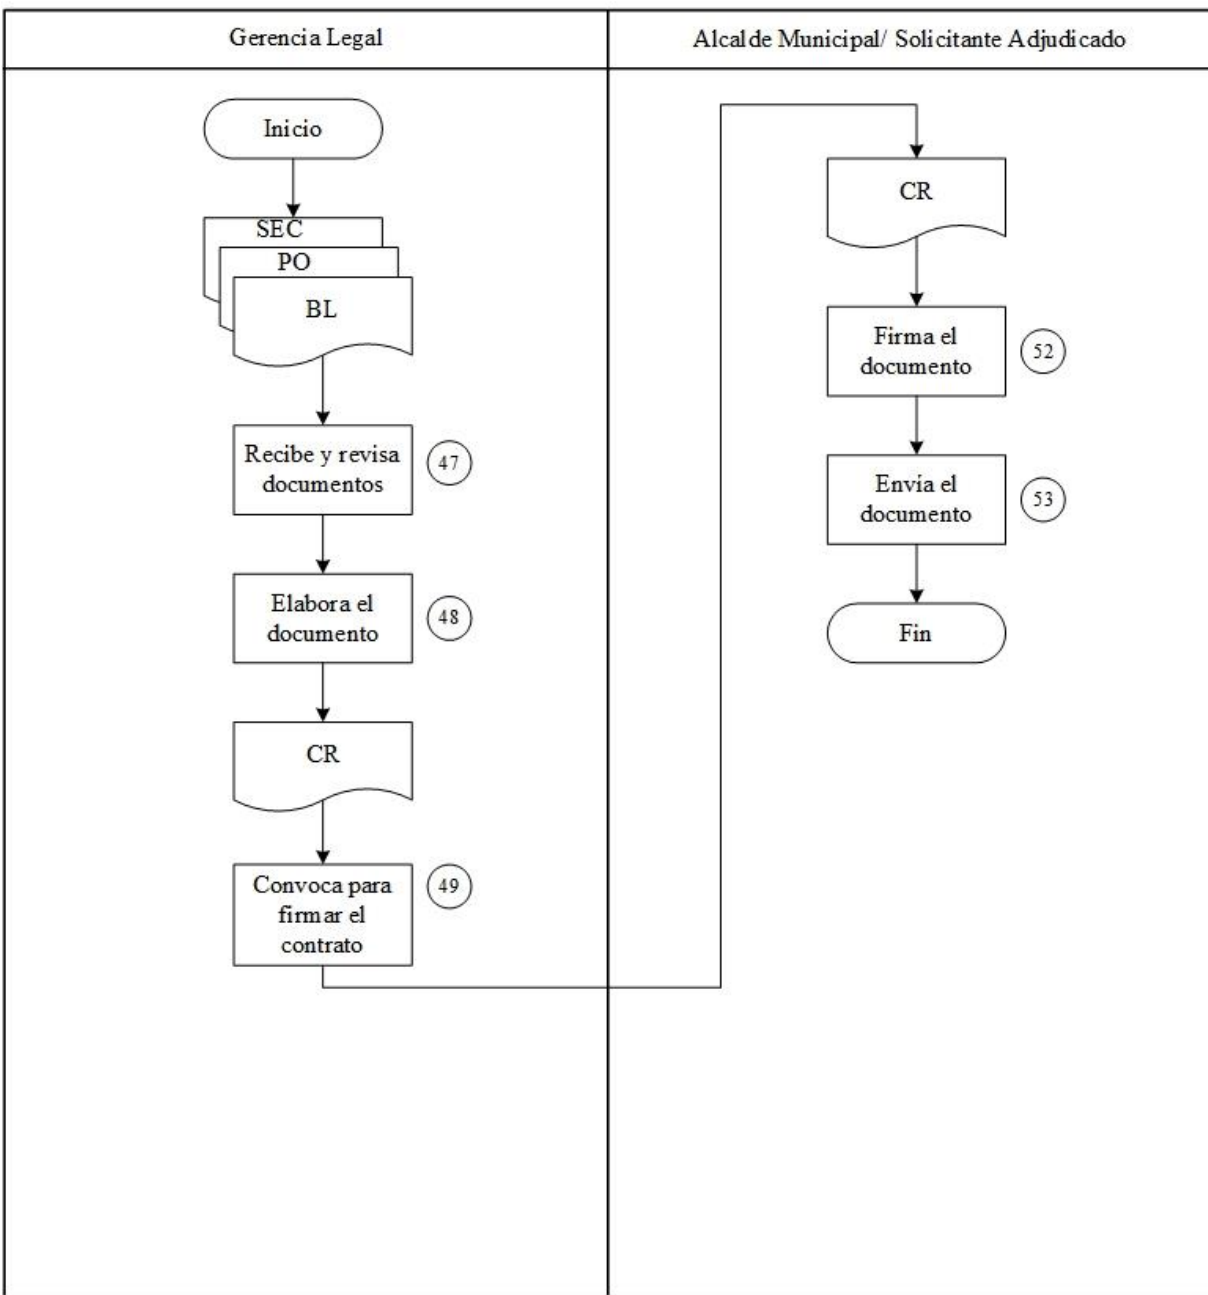 Gerencia Legal
Alcalde Municipal/ Solicitante Adjudicado
Inicio
SEC
PO
BL
Recibe y revisa
documentos
47
Elabora el
documento
48
CR
Convoca para
firmar el
contrato
49
CR
Firma el
documento
52
Envía el
documento
53
Fin